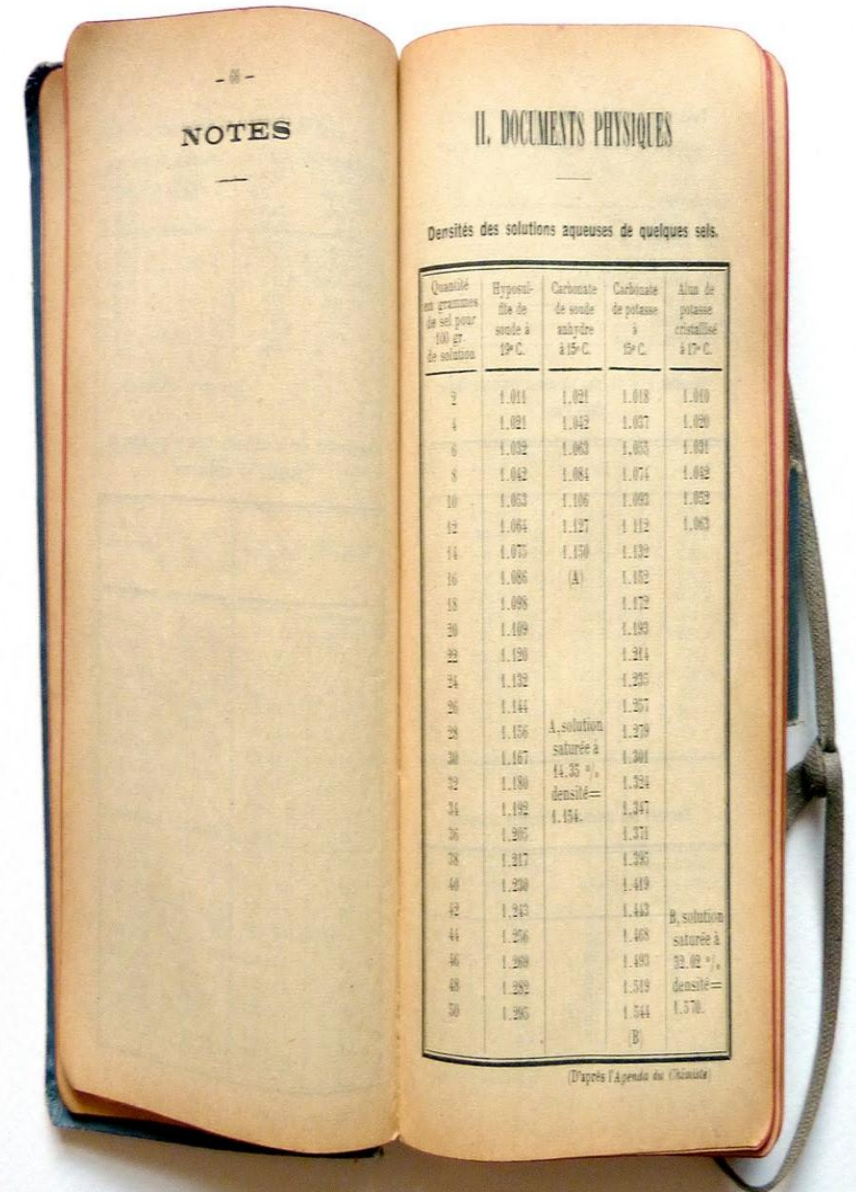 NOTES
II. DOCUMENTS PHYSIQUES
Densités des solutions aqueuses de quelques sels.
Quantité
en grammes
de sel pour
100 gr.
de solution
Hyposul-
fite de
soude à
19° C.
Carbonate
de soude
anhydre
à 15° C.
Carbonate
de potasse
à
15° C.
Alun de
potasse
cristallisé
à 17° C.
2 1.011 1.021 1.018 1.010
4 1.021 1.042 1.037 1.020
6 1.032 1.063 1.055 1.031
8 1.042 1.084 1.074 1.042
10 1.053 1.106 1.093 1.052
12 1.064 1.127 1 112 1.063
14 1.075 1.150 1.132
16 1.086 (A) 1.152
18 1.098 1.172
20 1.109 1.193
22 1.120 1.214
24 1.132 1.235
26 1.144 1.257
28 1.156 1.279
30 1.167 1.301
32 1.180 1.324
34 1.192 1.347
36 1.205 1.371
38 1.217 1.395
40 1.230 1.419
42 1.243 1.443
44 1.256 1.468
46 1.269 1.493
48 1.282 1.519
50 1.295 1.544
(B)
A, solution
saturée à
14.35 %.
densité=
1.154.
B, solution
saturée à
densité=
1.570.
(D'après l'Agenda du Chimiste)